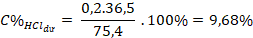 C%_{HCl_{dư}} = \frac{0,2.36,5}{75,4} . 100% = 9,68%